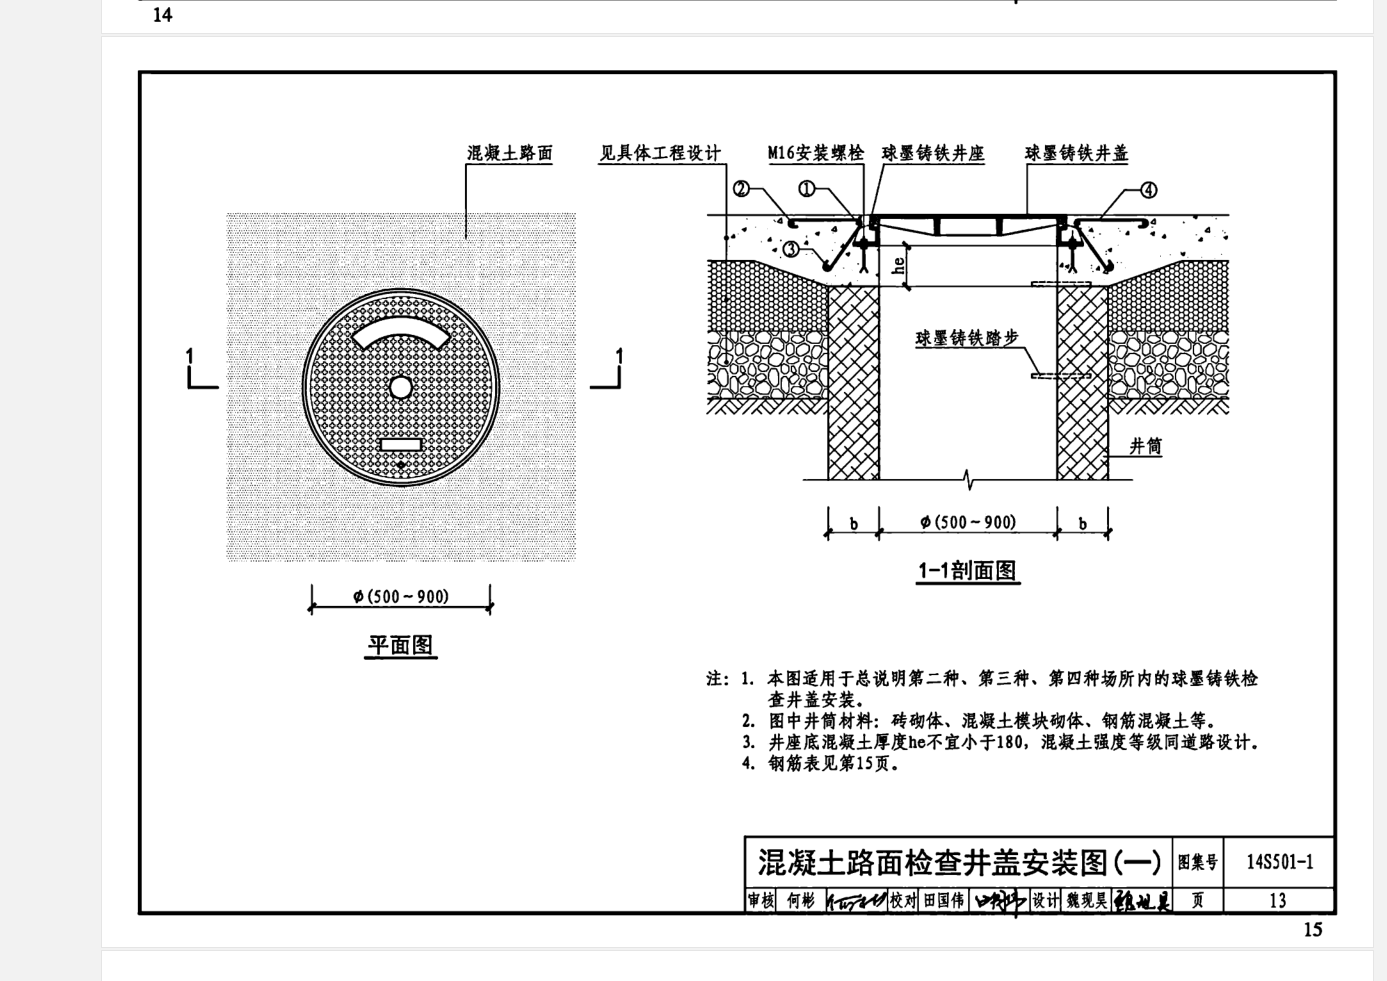 14
混凝土路面
见具体工程设计
M16安装螺栓
球墨铸铁井座
球墨铸铁井盖
②
①
④
③
he
1
1
球墨铸铁踏步
井筒
b
ϕ(500~900)
b
1-1剖面图
ϕ(500~900)
平面图
注: 1. 本图适用于总说明第二种、第三种、第四种场所内的球墨铸铁检
查井盖安装。
2. 图中井筒材料: 砖砌体、混凝土模块砌体、钢筋混凝土等。
3. 井座底混凝土厚度he不宜小于180, 混凝土强度等级同道路设计。
4. 钢筋表见第15页。
混凝土路面检查井盖安装图(一)
图集号
14S501-1
审核 何彬 校对 田国伟 设计 魏现昊
页
13
15